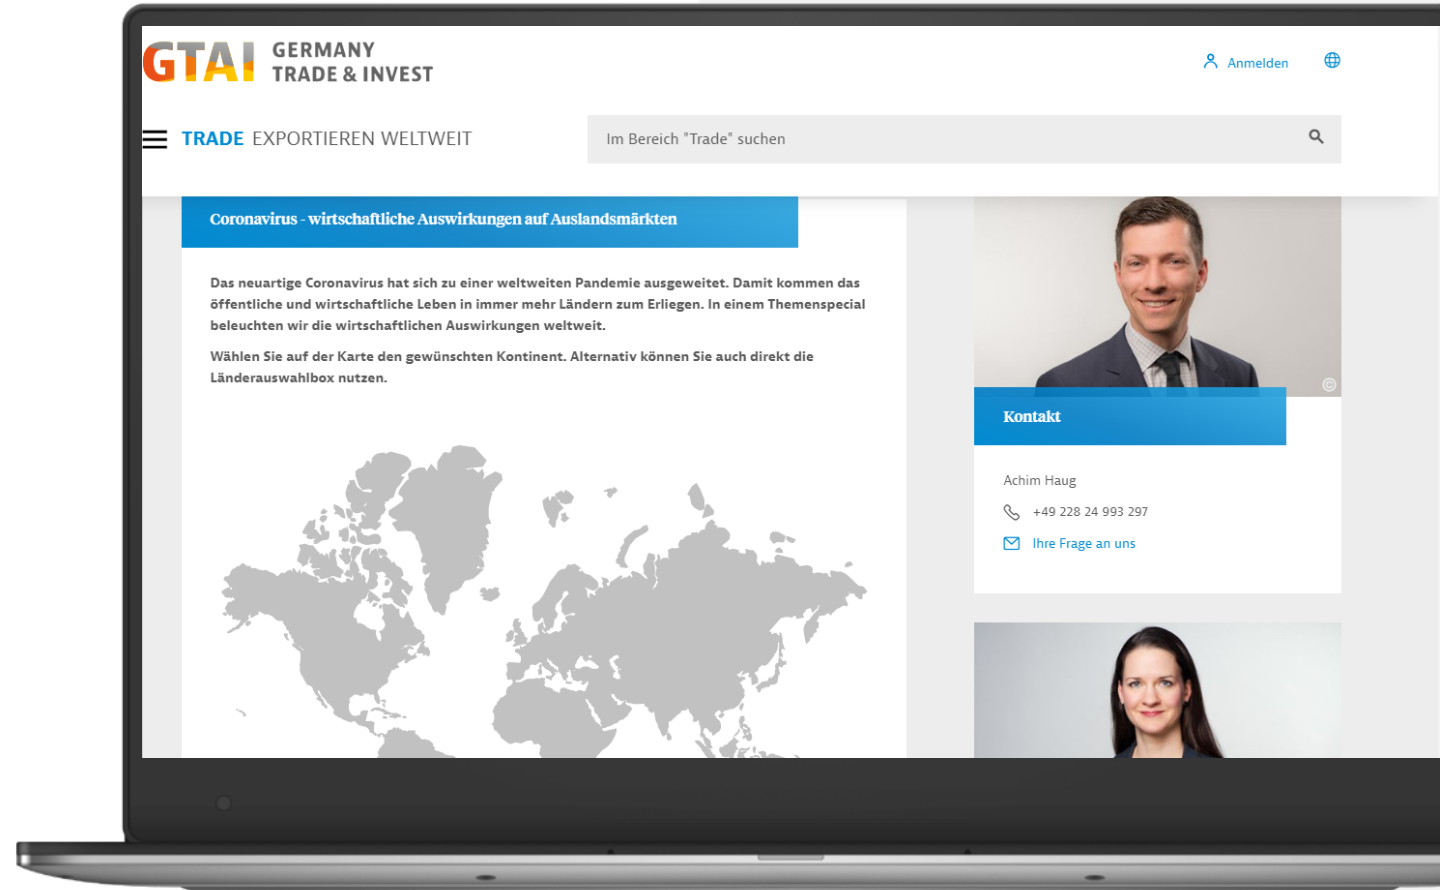 GTAI GERMANY
TRADE & INVEST
Anmelden
TRADE EXPORTIEREN WELTWEIT
Im Bereich "Trade" suchen
Coronavirus - wirtschaftliche Auswirkungen auf Auslandsmärkten
Das neuartige Coronavirus hat sich zu einer weltweiten Pandemie ausgeweitet. Damit kommen das
öffentliche und wirtschaftliche Leben in immer mehr Ländern zum Erliegen. In einem Themenspecial
beleuchten wir die wirtschaftlichen Auswirkungen weltweit.
Wählen Sie auf der Karte den gewünschten Kontinent. Alternativ können Sie auch direkt die
Länderauswahlbox nutzen.
©
Kontakt
Achim Haug
+49 228 24 993 297
Ihre Frage an uns